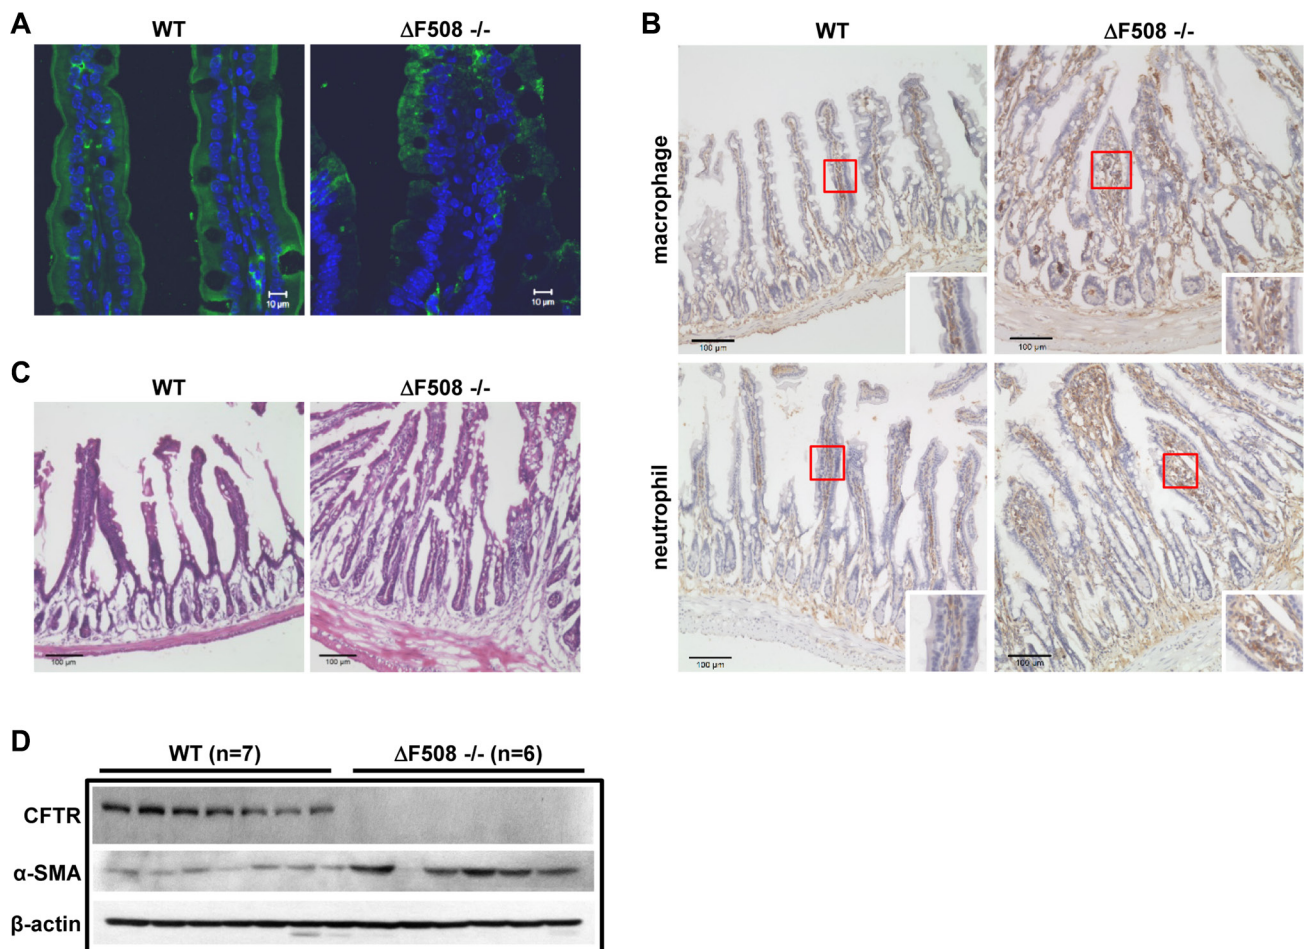 A
WT
ΔF508 -/-
10 µm
10 µm
B
WT
ΔF508 -/-
macrophage
100 µm
100 µm
neutrophil
100 µm
100 µm
C
WT
ΔF508 -/-
100 µm
100 µm
D
WT (n=7)
ΔF508 -/- (n=6)
CFTR
α-SMA
β-actin